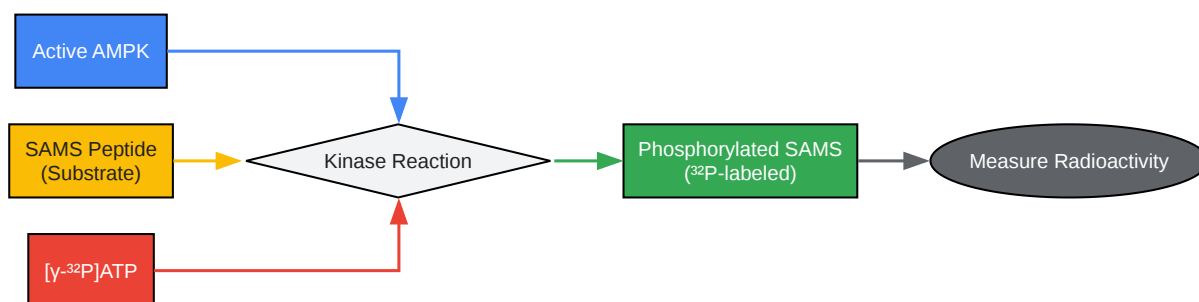 Active AMPK
SAMS Peptide
(Substrate)
[γ-³²P]ATP
Kinase Reaction
Phosphorylated SAMS
(³²P-labeled)
Measure Radioactivity